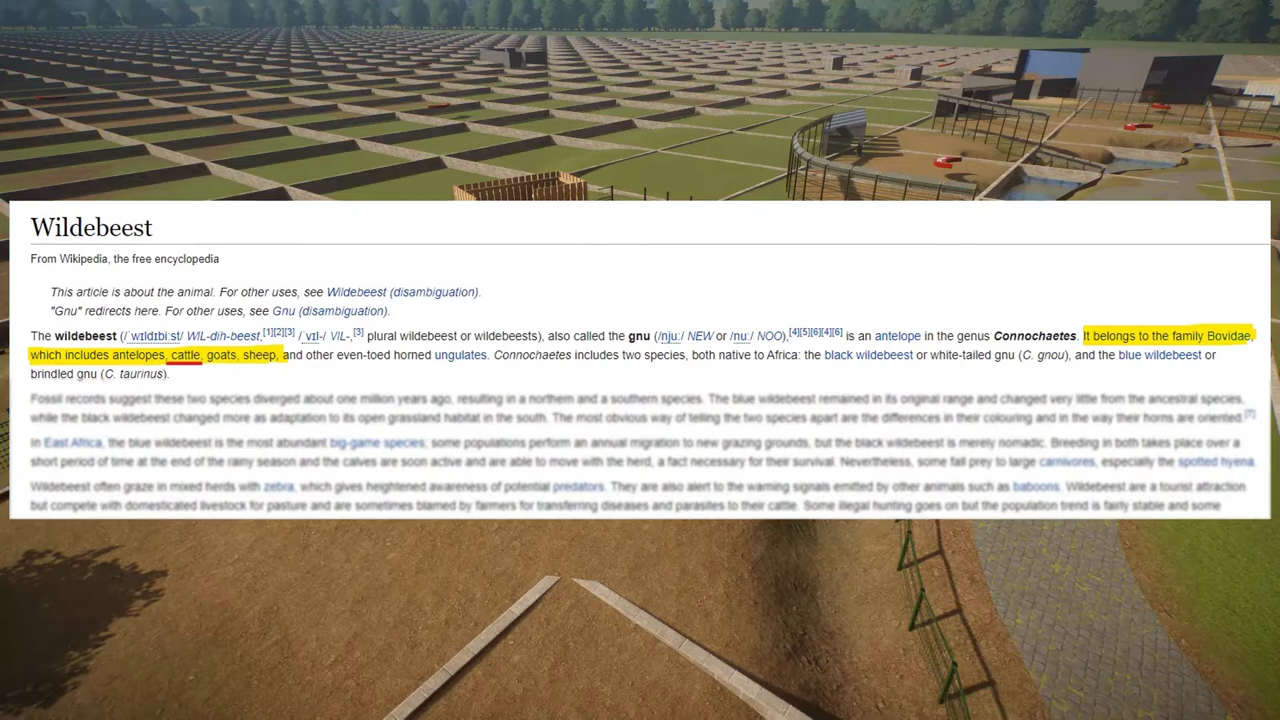 Wildebeest
From Wikipedia, the free encyclopedia
This article is about the animal. For other uses, see Wildebeest (disambiguation).
"Gnu" redirects here. For other uses, see Gnu (disambiguation).
The wildebeest (/ˈwɪldɪbiːst/ WIL-dih-beest,[1][2][3] /ˈvɪl-/ VIL-,[3] plural wildebeest or wildebeests), also called the gnu (/njuː/ NEW or /nuː/ NOO),[4][5][6][4][6] is an antelope in the genus Connochaetes. It belongs to the family Bovidae,
which includes antelopes, cattle, goats, sheep, and other even-toed horned ungulates. Connochaetes includes two species, both native to Africa: the black wildebeest or white-tailed gnu (C. gnou), and the blue wildebeest or
brindled gnu (C. taurinus).
Fossil records suggest these two species diverged about one million years ago, resulting in a northern and a southern species. The blue wildebeest remained in its original range and changed very little from the ancestral species,
while the black wildebeest changed more as adaptation to its open grassland habitat in the south. The most obvious way of telling the two species apart are the differences in their colouring and in the way their horns are oriented.[7]
In East Africa, the blue wildebeest is the most abundant big-game species; some populations perform an annual migration to new grazing grounds, but the black wildebeest is merely nomadic. Breeding in both takes place over a
short period of time at the end of the rainy season and the calves are soon active and are able to move with the herd, a fact necessary for their survival. Nevertheless, some fall prey to large carnivores, especially the spotted hyena.
Wildebeest often graze in mixed herds with zebra, which gives heightened awareness of potential predators. They are also alert to the warning signals emitted by other animals such as baboons. Wildebeest are a tourist attraction
but compete with domesticated livestock for pasture and are sometimes blamed by farmers for transferring diseases and parasites to their cattle. Some illegal hunting goes on but the population trend is fairly stable and some